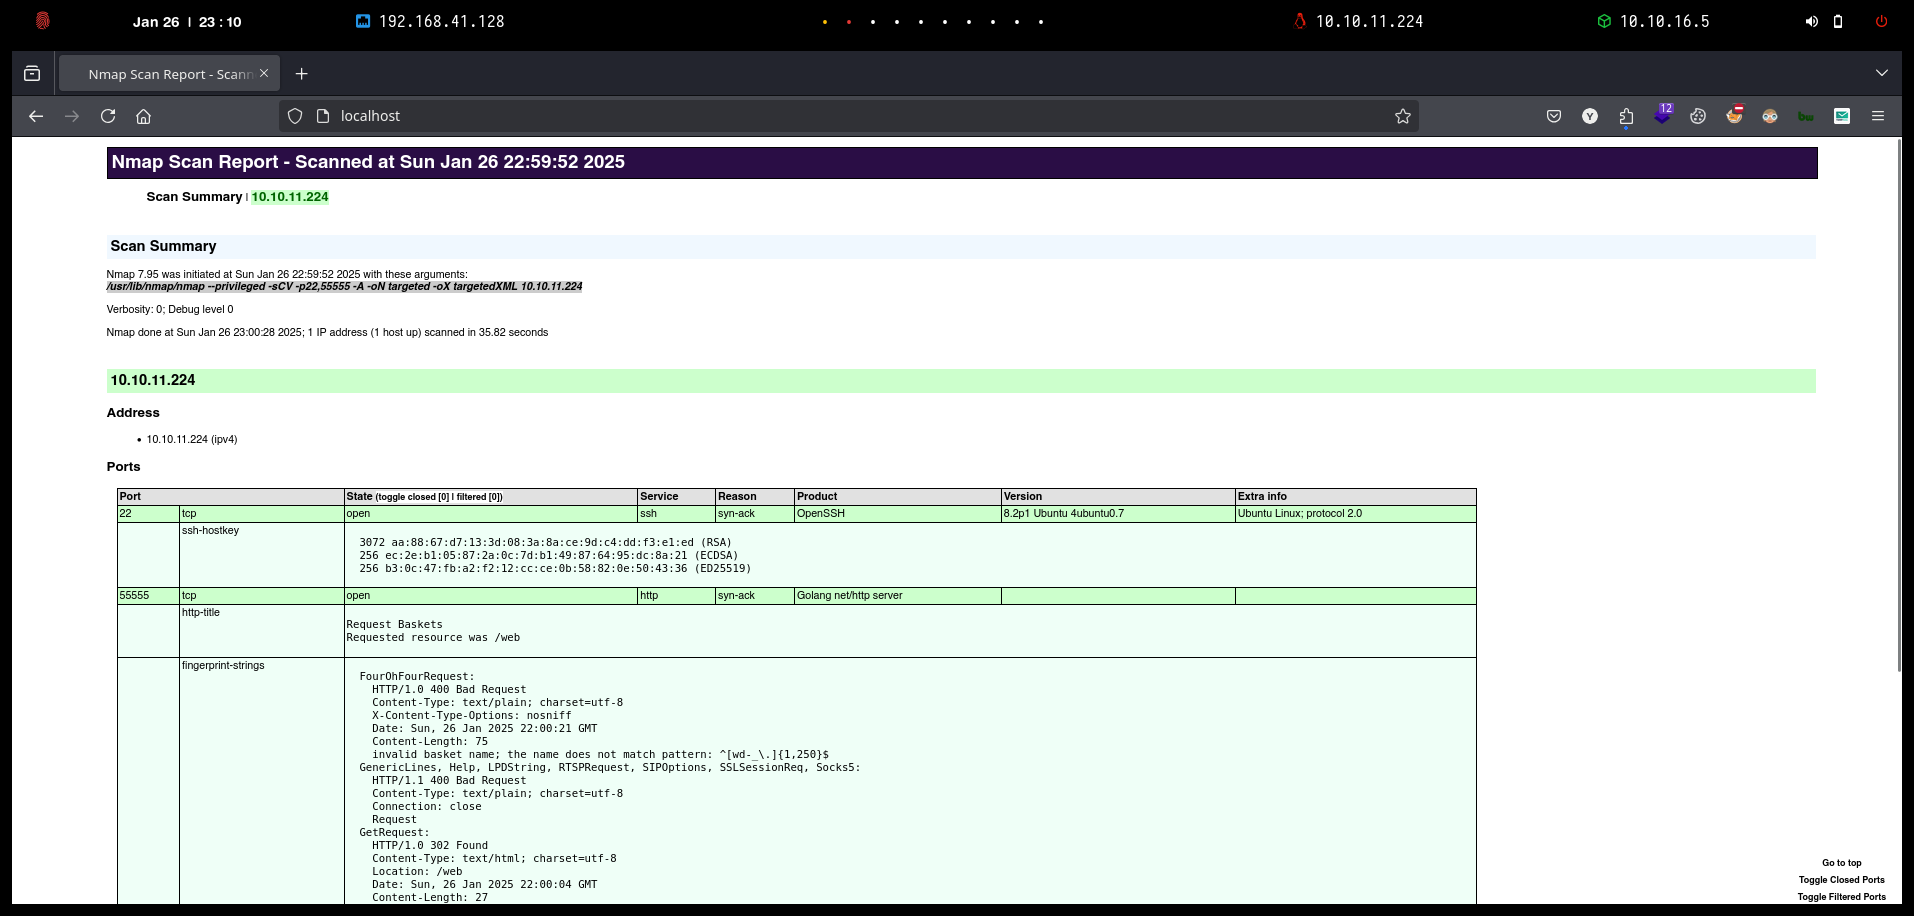 Jan 26 | 23:10 192.168.41.128 10.10.11.224 10.10.16.5
Nmap Scan Report - Scann
localhost
12
Y
bw
Nmap Scan Report - Scanned at Sun Jan 26 22:59:52 2025
Scan Summary | 10.10.11.224
Scan Summary
Nmap 7.95 was initiated at Sun Jan 26 22:59:52 2025 with these arguments:
/usr/lib/nmap/nmap --privileged -sCV -p22,55555 -A -oN targeted -oX targetedXML 10.10.11.224
Verbosity: 0; Debug level 0
Nmap done at Sun Jan 26 23:00:28 2025; 1 IP address (1 host up) scanned in 35.82 seconds
10.10.11.224
Address
• 10.10.11.224 (ipv4)
Ports
Port State (toggle closed [0] | filtered [0]) Service Reason Product Version Extra info
22 tcp open ssh syn-ack OpenSSH 8.2p1 Ubuntu 4ubuntu0.7 Ubuntu Linux; protocol 2.0
ssh-hostkey
3072 aa:88:67:d7:13:3d:08:3a:8a:ce:9d:c4:dd:f3:e1:ed (RSA)
256 ec:2e:b1:05:87:2a:0c:7d:b1:49:87:64:95:dc:8a:21 (ECDSA)
256 b3:0c:47:fb:a2:f2:12:cc:ce:0b:58:82:0e:50:43:36 (ED25519)
55555 tcp open http syn-ack Golang net/http server
http-title
Request Baskets
Requested resource was /web
fingerprint-strings
FourOhFourRequest:
HTTP/1.0 400 Bad Request
Content-Type: text/plain; charset=utf-8
X-Content-Type-Options: nosniff
Date: Sun, 26 Jan 2025 22:00:21 GMT
Content-Length: 75
invalid basket name; the name does not match pattern: ^[wd-_\.]{1,250}$
GenericLines, Help, LPDString, RTSPRequest, SIPOptions, SSLSessionReq, Socks5:
HTTP/1.1 400 Bad Request
Content-Type: text/plain; charset=utf-8
Connection: close
Request
GetRequest:
HTTP/1.0 302 Found
Content-Type: text/html; charset=utf-8
Location: /web
Date: Sun, 26 Jan 2025 22:00:04 GMT
Content-Length: 27
Go to top
Toggle Closed Ports
Toggle Filtered Ports